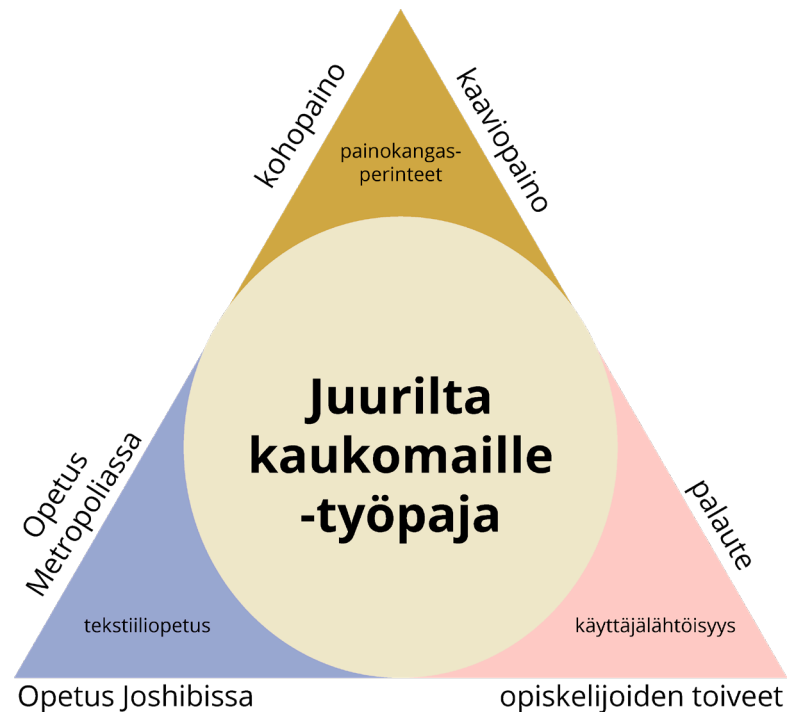 kohopaino
kaaviopaino
painokangas-
perinteet
Juurilta
kaukomaille
-työpaja
Opetus
Metropoliassa
palaute
tekstiiliopetus
käyttäjälähtöisyys
Opetus Joshibissa
opiskelijoiden toiveet